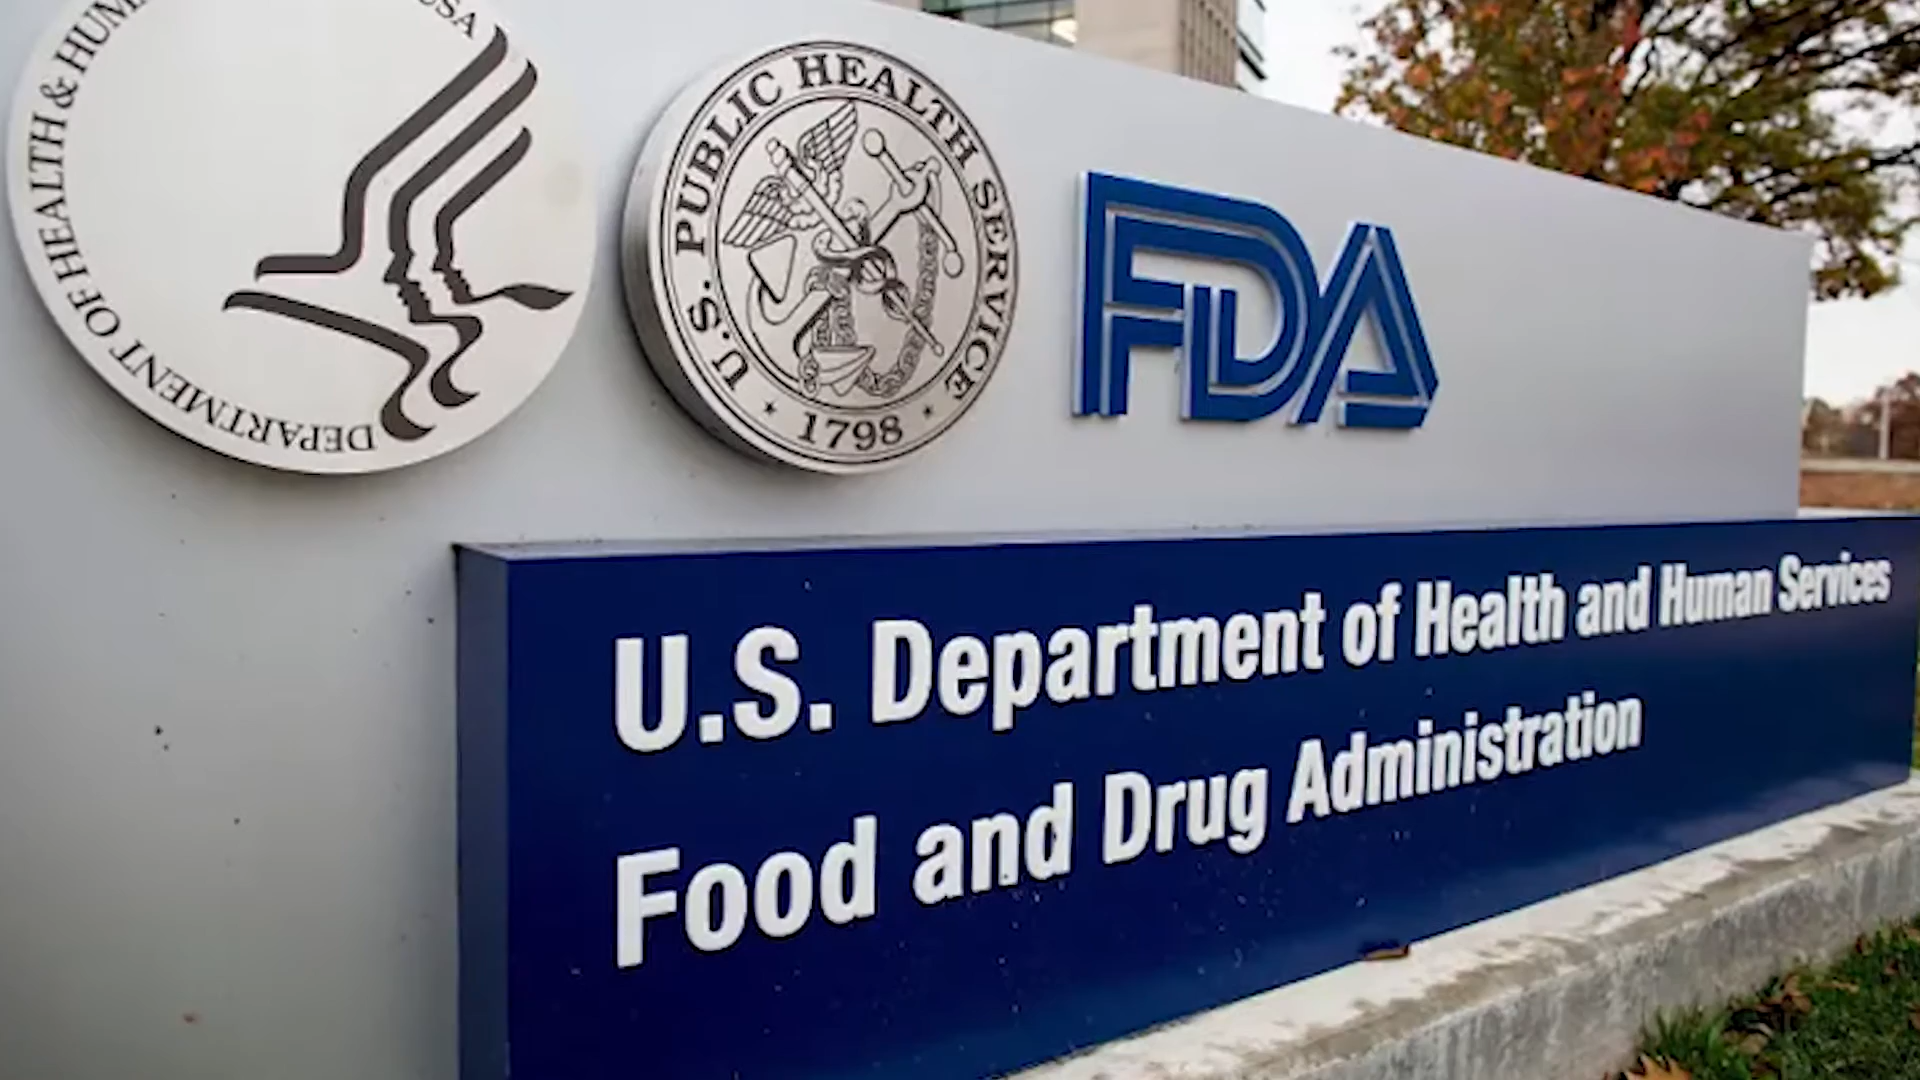 DEPARTMENT OF HEALTH & HUM
USA
U.S. PUBLIC HEALTH SERVICE
1798
FDA
U.S. Department of Health and Human Services
Food and Drug Administration